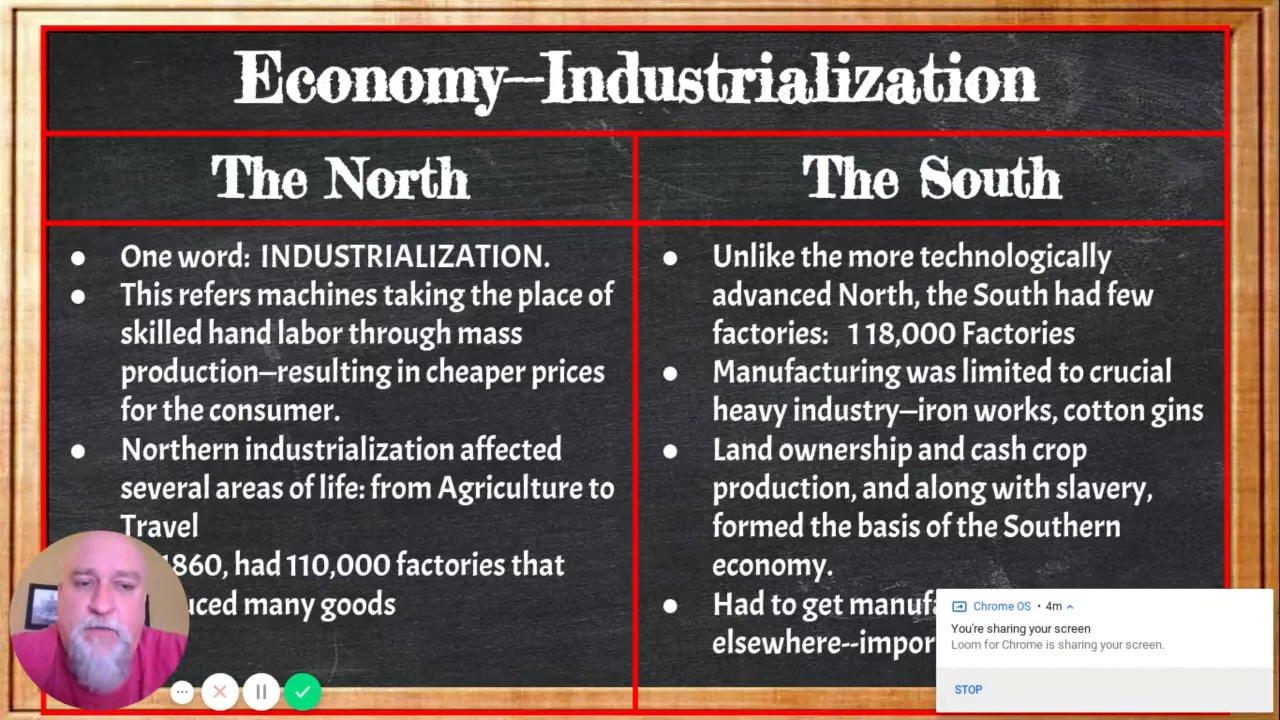 Economy—Industrialization
The North
The South
One word: INDUSTRIALIZATION.
This refers machines taking the place of
skilled hand labor through mass
production—resulting in cheaper prices
for the consumer.
Northern industrialization affected
several areas of life: from Agriculture to
Travel
1860, had 110,000 factories that
many goods
Unlike the more technologically
advanced North, the South had few
factories: 1 18,000 Factories
Manufacturing was limited to crucial
heavy industry—iron works, cotton gins
Land ownership and cash crop
production, and along with slavery,
formed the basis of the Southern
economy.
Had to get
elsewhere--
Chrome OS • 4m
You're sharing your screen
Loom for Chrome is sharing your screen.
STOP